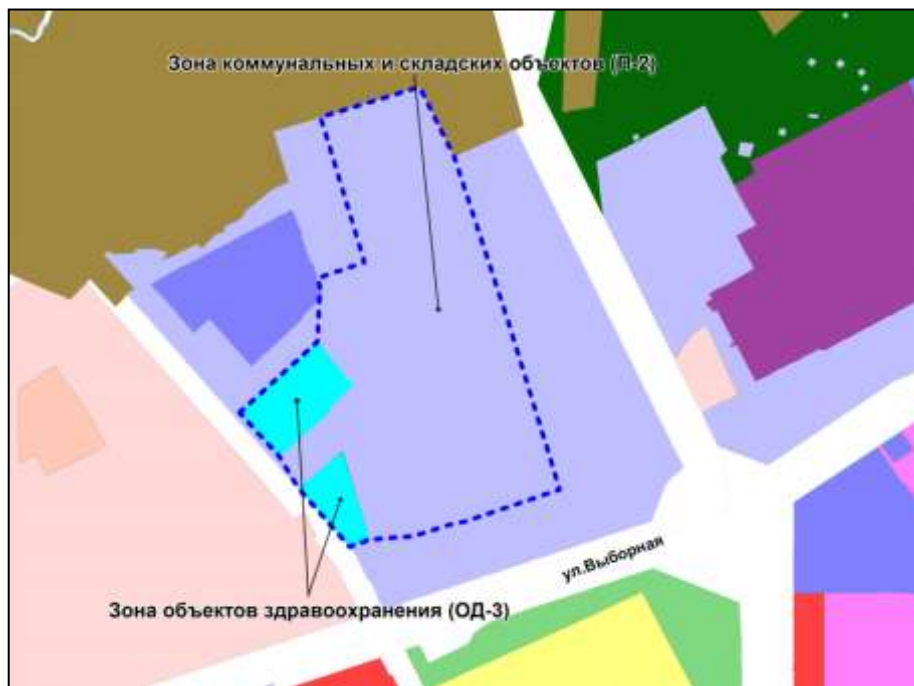 Зона коммунальных и складских объектов (П-2)
ул.Выборная
Зона объектов здравоохранения (ОД-3)